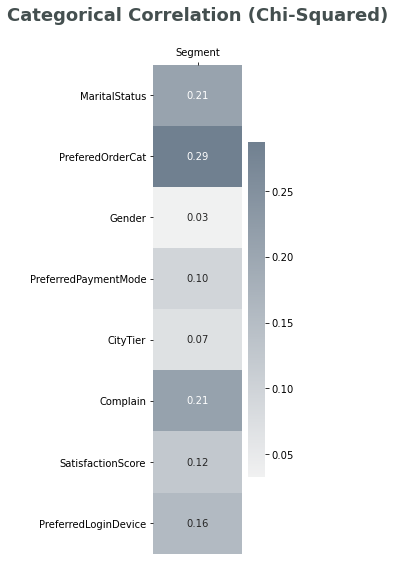 Categorical Correlation (Chi-Squared)
Segment
MaritalStatus 0.21
PreferedOrderCat 0.29
Gender 0.03
PreferredPaymentMode 0.10
CityTier 0.07
Complain 0.21
SatisfactionScore 0.12
PreferredLoginDevice 0.16
0.25
0.20
0.15
0.10
0.05